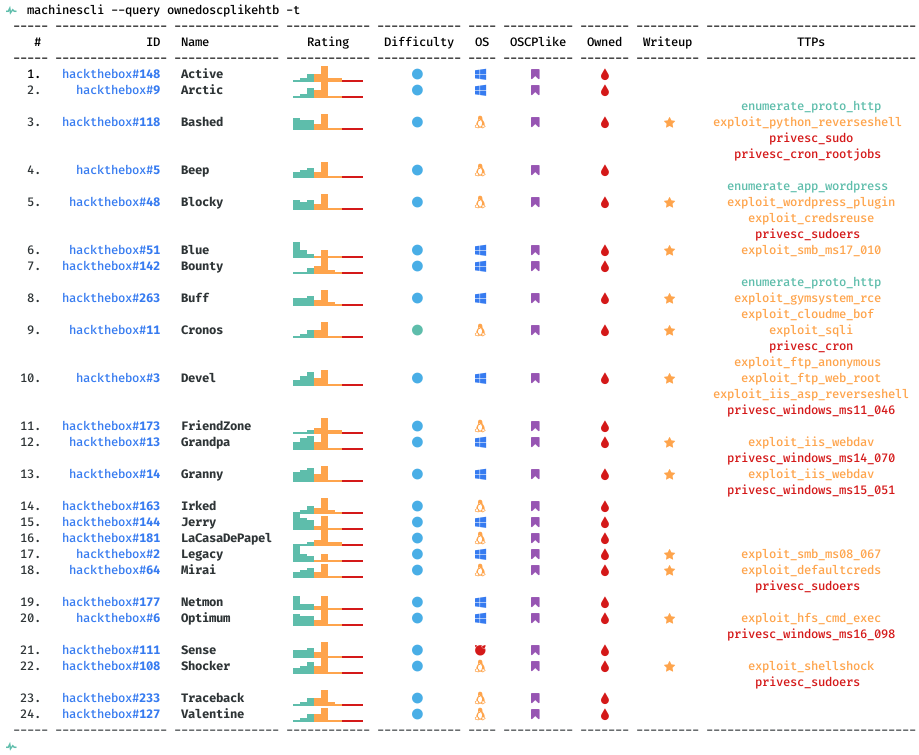 machinescli --query ownedoscplikehtb -t
# ID Name Rating Difficulty OS OSCPlike Owned Writeup TTPs
1. hackthebox#148 Active
2. hackthebox#9 Arctic
enumerate_proto_http
3. hackthebox#118 Bashed exploit_python_reverseshell
privesc_sudo
privesc_cron_rootjobs
4. hackthebox#5 Beep
enumerate_app_wordpress
5. hackthebox#48 Blocky exploit_wordpress_plugin
exploit_credsreuse
privesc_sudoers
6. hackthebox#51 Blue exploit_smb_ms17_010
7. hackthebox#142 Bounty
enumerate_proto_http
8. hackthebox#263 Buff exploit_gymsystem_rce
exploit_cloudme_bof
9. hackthebox#11 Cronos exploit_sqli
privesc_cron
exploit_ftp_anonymous
10. hackthebox#3 Devel exploit_ftp_web_root
exploit_iis_asp_reverseshell
privesc_windows_ms11_046
11. hackthebox#173 FriendZone
12. hackthebox#13 Grandpa exploit_iis_webdav
privesc_windows_ms14_070
13. hackthebox#14 Granny exploit_iis_webdav
privesc_windows_ms15_051
14. hackthebox#163 Irked
15. hackthebox#144 Jerry
16. hackthebox#181 LaCasaDePapel
17. hackthebox#2 Legacy exploit_smb_ms08_067
18. hackthebox#64 Mirai exploit_defaultcreds
privesc_sudoers
19. hackthebox#177 Netmon
20. hackthebox#6 Optimum exploit_hfs_cmd_exec
privesc_windows_ms16_098
21. hackthebox#111 Sense
22. hackthebox#108 Shocker exploit_shellshock
privesc_sudoers
23. hackthebox#233 Traceback
24. hackthebox#127 Valentine